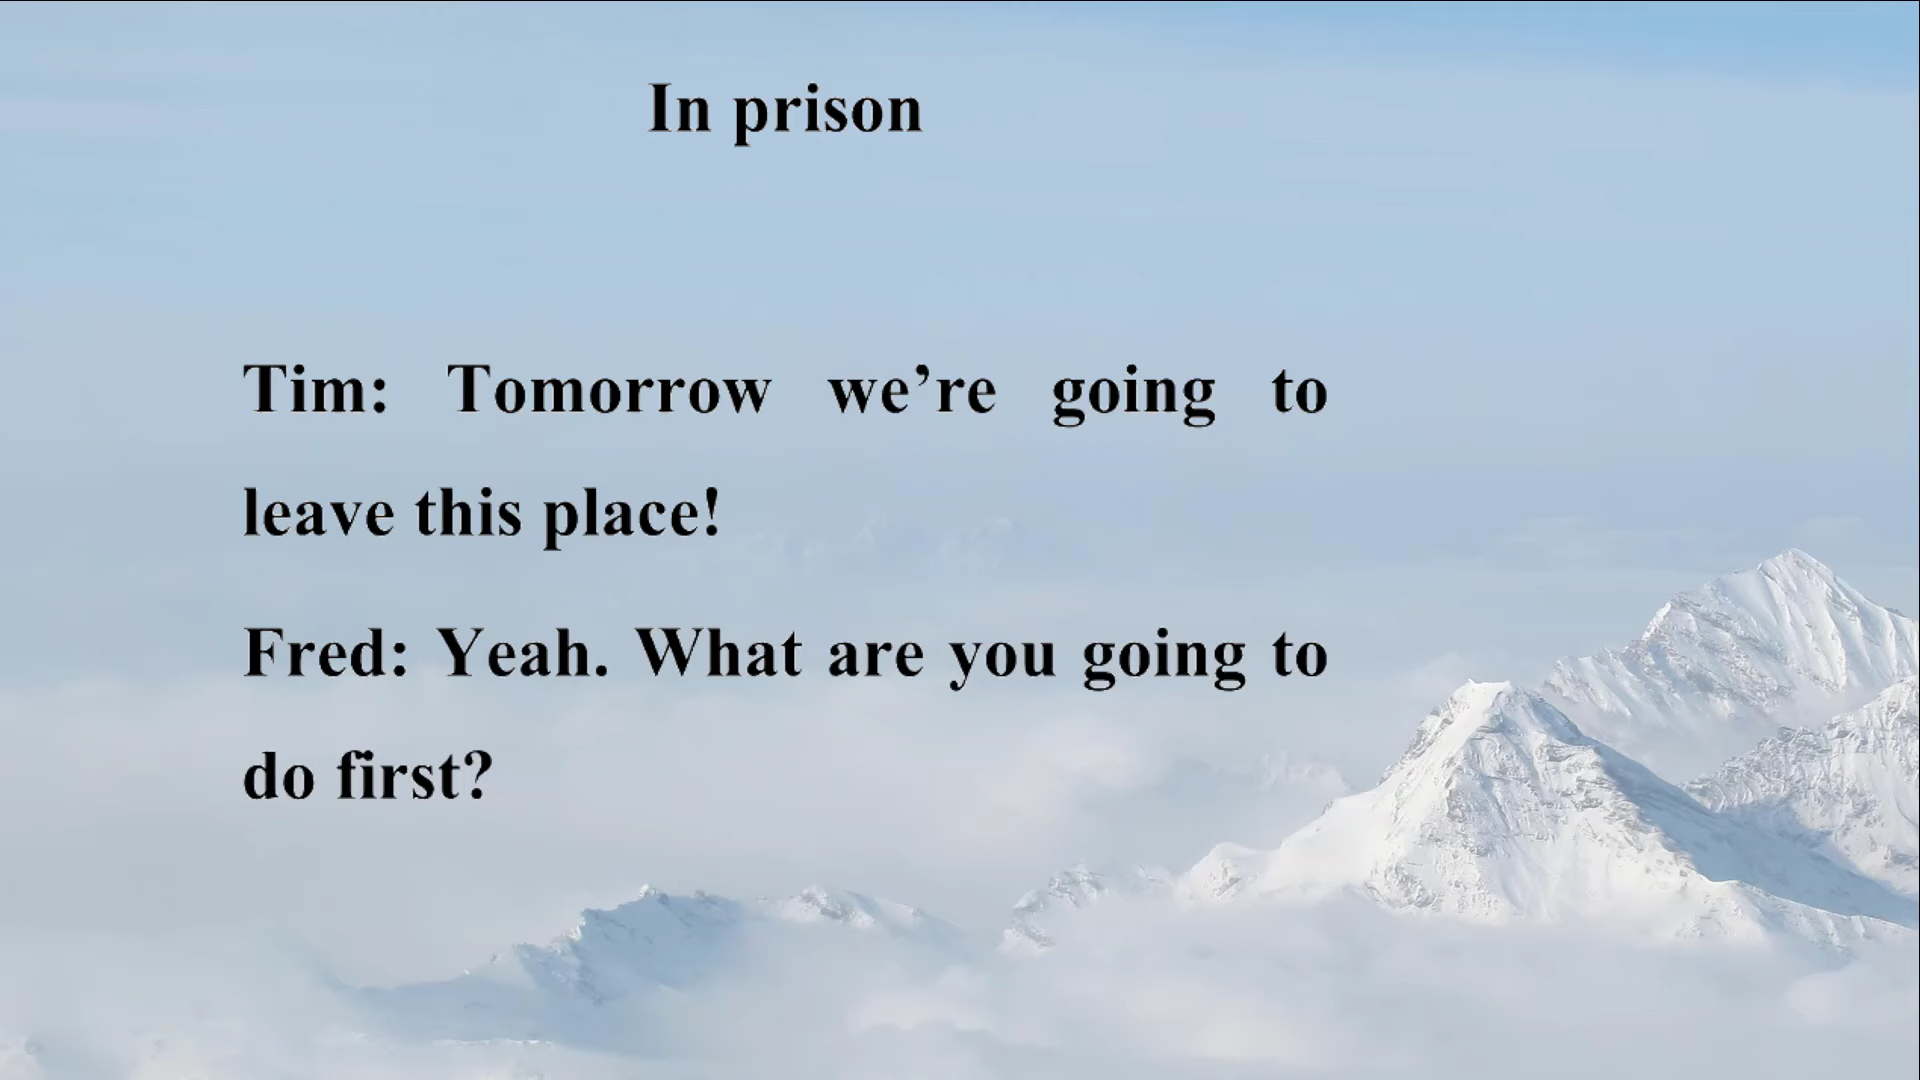 In prison
Tim: Tomorrow we’re going to
leave this place!
Fred: Yeah. What are you going to
do first?